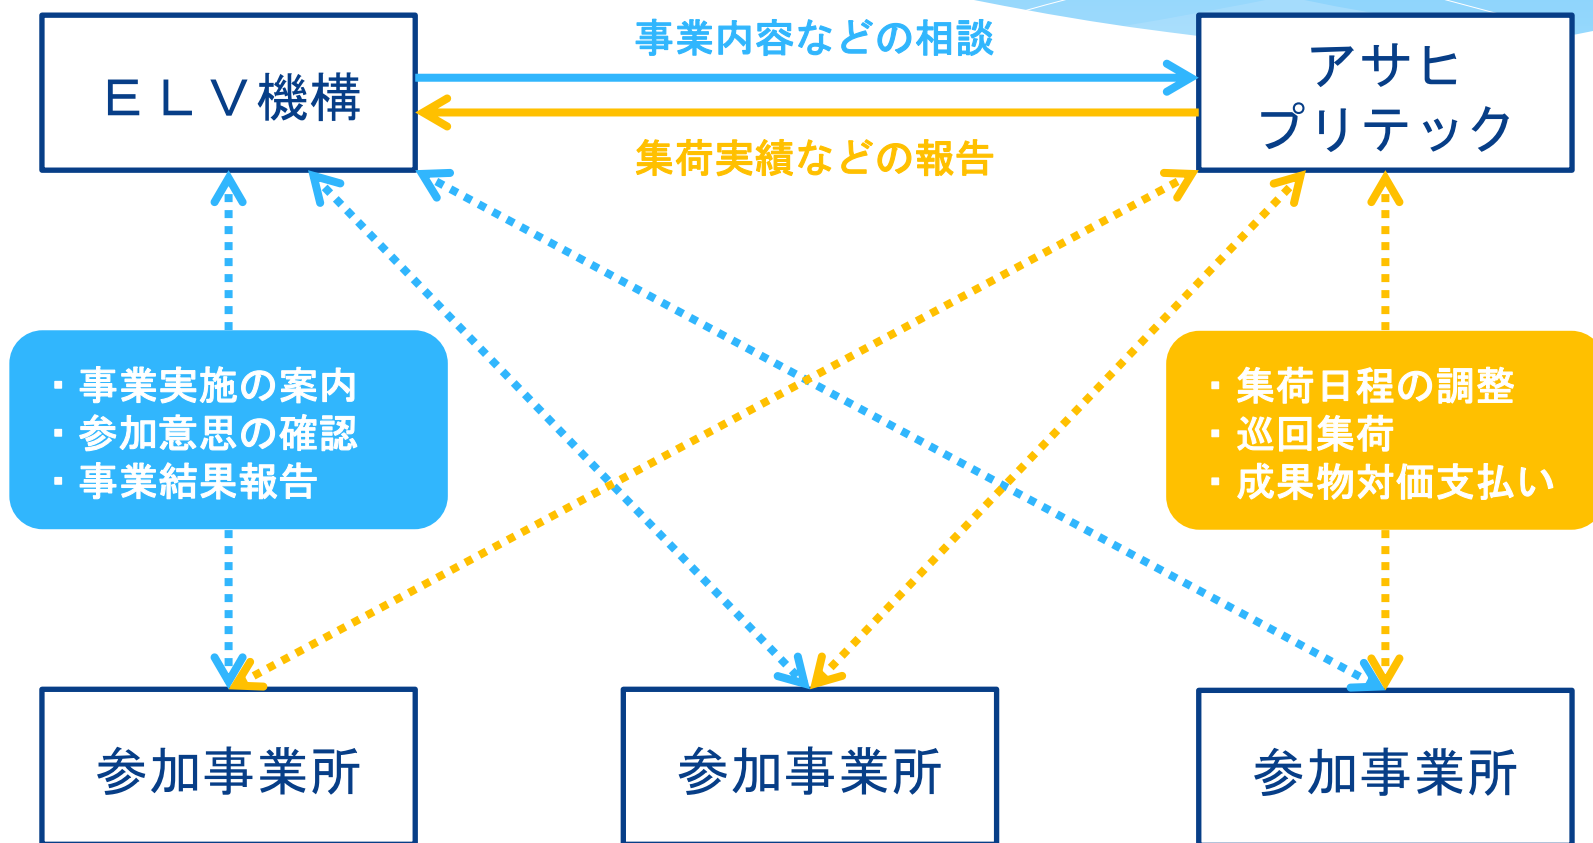 事業内容などの相談
ＥＬＶ機構
アサヒ
プリテック
集荷実績などの報告
・事業実施の案内
・参加意思の確認
・事業結果報告
・集荷日程の調整
・巡回集荷
・成果物対価支払い
参加事業所
参加事業所
参加事業所